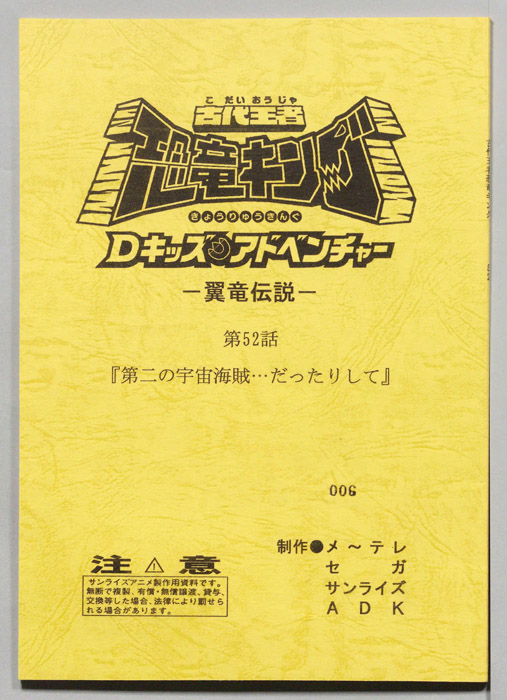 こだいおうじゃ
古代王者
恐竜キング
きょうりゅうきんぐ
Dキッズ・アドベンチャー
－翼竜伝説－
第52話
『第二の宇宙海賊…だったりして』
006
制作●メ～テレ
セガ
サンライズ
ADK
注⚠意
サンライズアニメ製作用資料です。
無断で複製、有償・無償譲渡、貸与、
交換等した場合、法律により罰せら
れる場合があります。